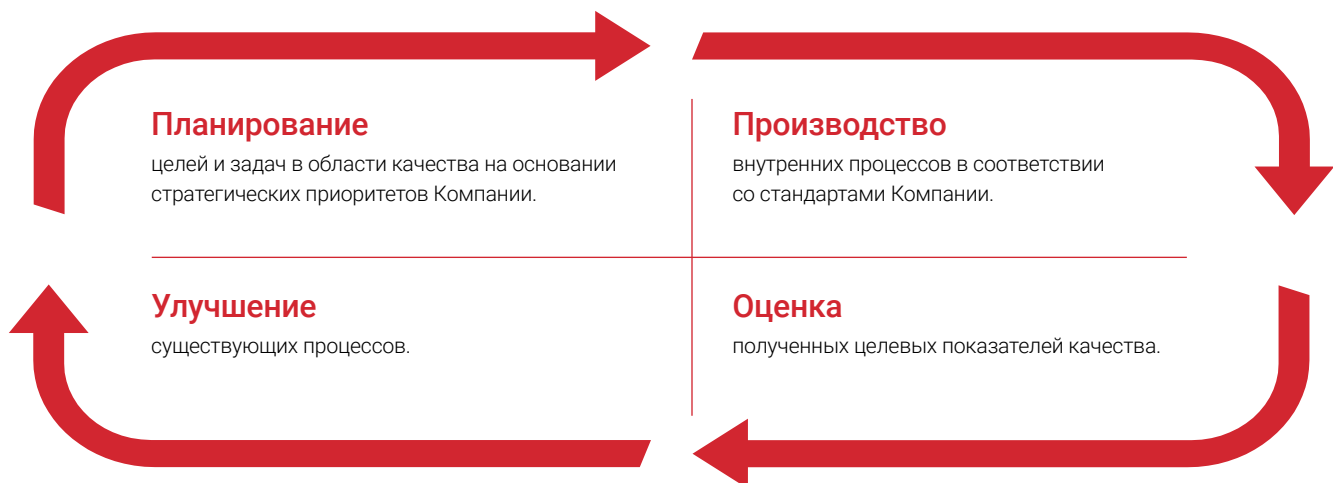 Планирование
целей и задач в области качества на основании
стратегических приоритетов Компании.
Производство
внутренних процессов в соответствии
со стандартами Компании.
Улучшение
существующих процессов.
Оценка
полученных целевых показателей качества.